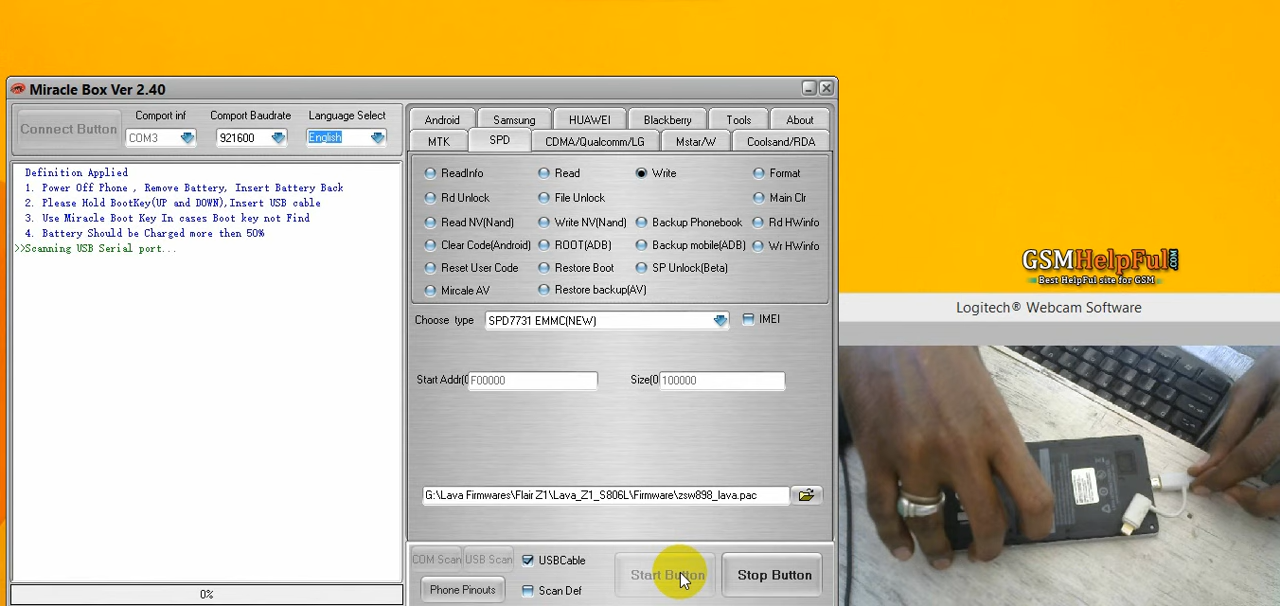 Miracle Box Ver 2.40
Connect Button
Comport inf
Comport Baudrate
Language Select
COM3
921600
English
Definition Applied
1. Power Off Phone , Remove Battery, Insert Battery Back
2. Please Hold BootKey(UP and DOWN),Insert USB cable
3. Use Miracle Boot Key In cases Boot key not Find
4. Battery Should be Charged more then 50%
>>Scanning USB Serial port...
0%
Android
Samsung
HUAWEI
Blackberry
Tools
About
MTK
SPD
CDMA/Qualcomm/LG
Mstar/W
Coolsand/RDA
ReadInfo
Read
Write
Format
Rd Unlock
File Unlock
Main Clr
Read NV(Nand)
Write NV(Nand)
Backup Phonebook
Rd HWinfo
Clear Code(Android)
ROOT(ADB)
Backup mobile(ADB)
Wr HWinfo
Reset User Code
Restore Boot
SP Unlock(Beta)
Mircale AV
Restore backup(AV)
Choose type
SPD7731 EMMC(NEW)
IMEI
Start Addr(0
F00000
Size(0
100000
G:\Lava Firmwares\Flair Z1\Lava_Z1_S806L\Firmware\zsw898_lava.pac
COM Scan
USB Scan
USBCable
Start Button
Stop Button
Phone Pinouts
Scan Def
GSMHelpFul.COM
Best HelpFul site for GSM
Logitech® Webcam Software